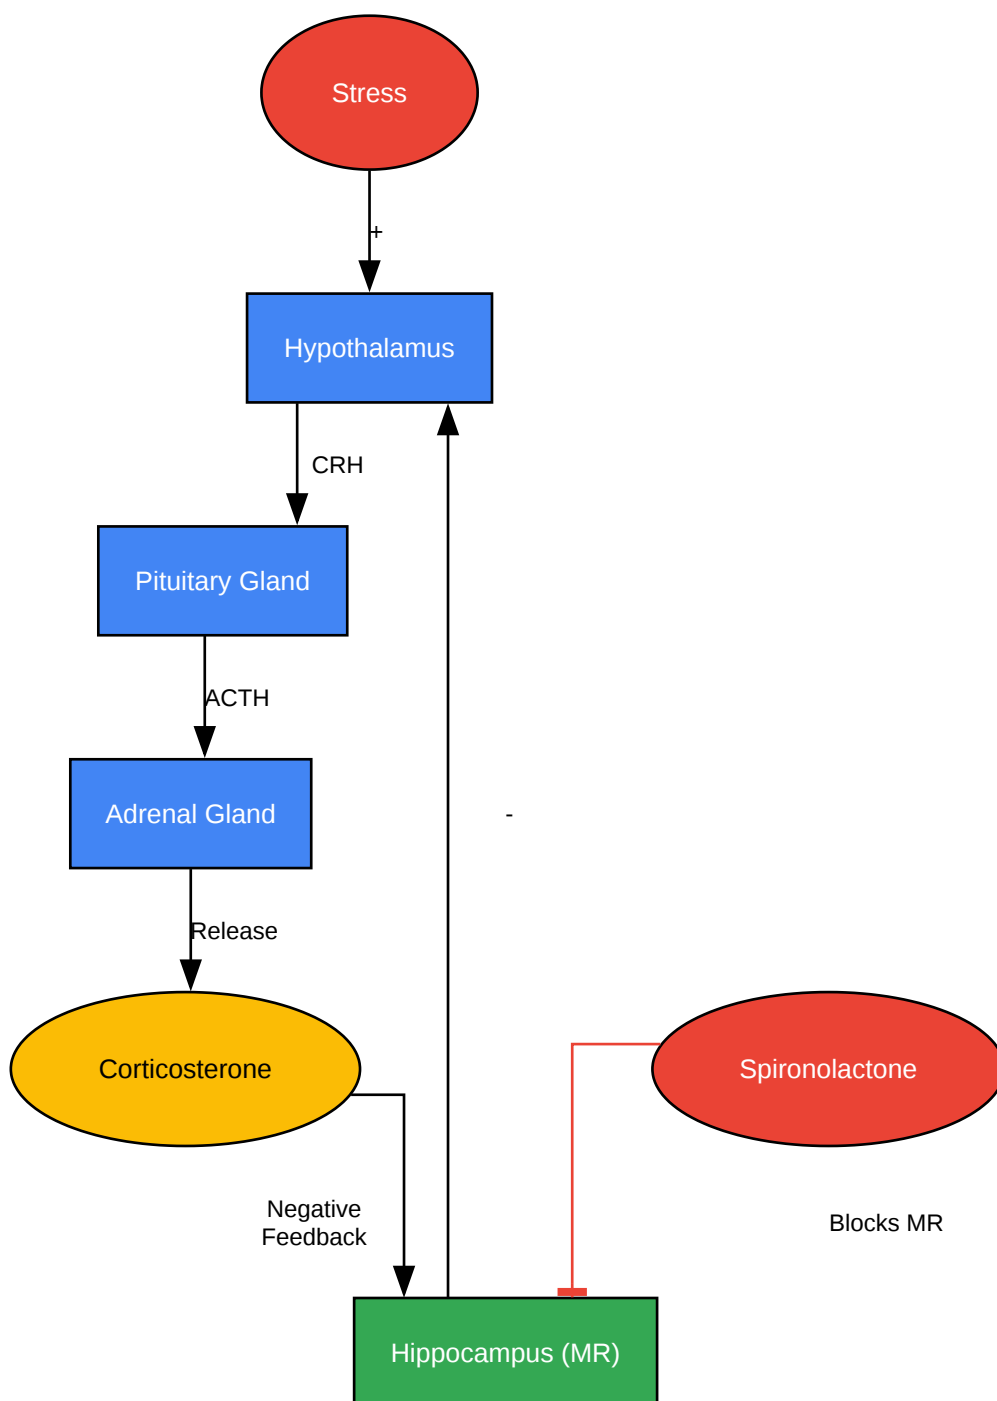 Stress
+
Hypothalamus
CRH
Pituitary Gland
ACTH
Adrenal Gland
-
Release
Corticosterone
Spironolactone
Negative
Feedback
Blocks MR
Hippocampus (MR)